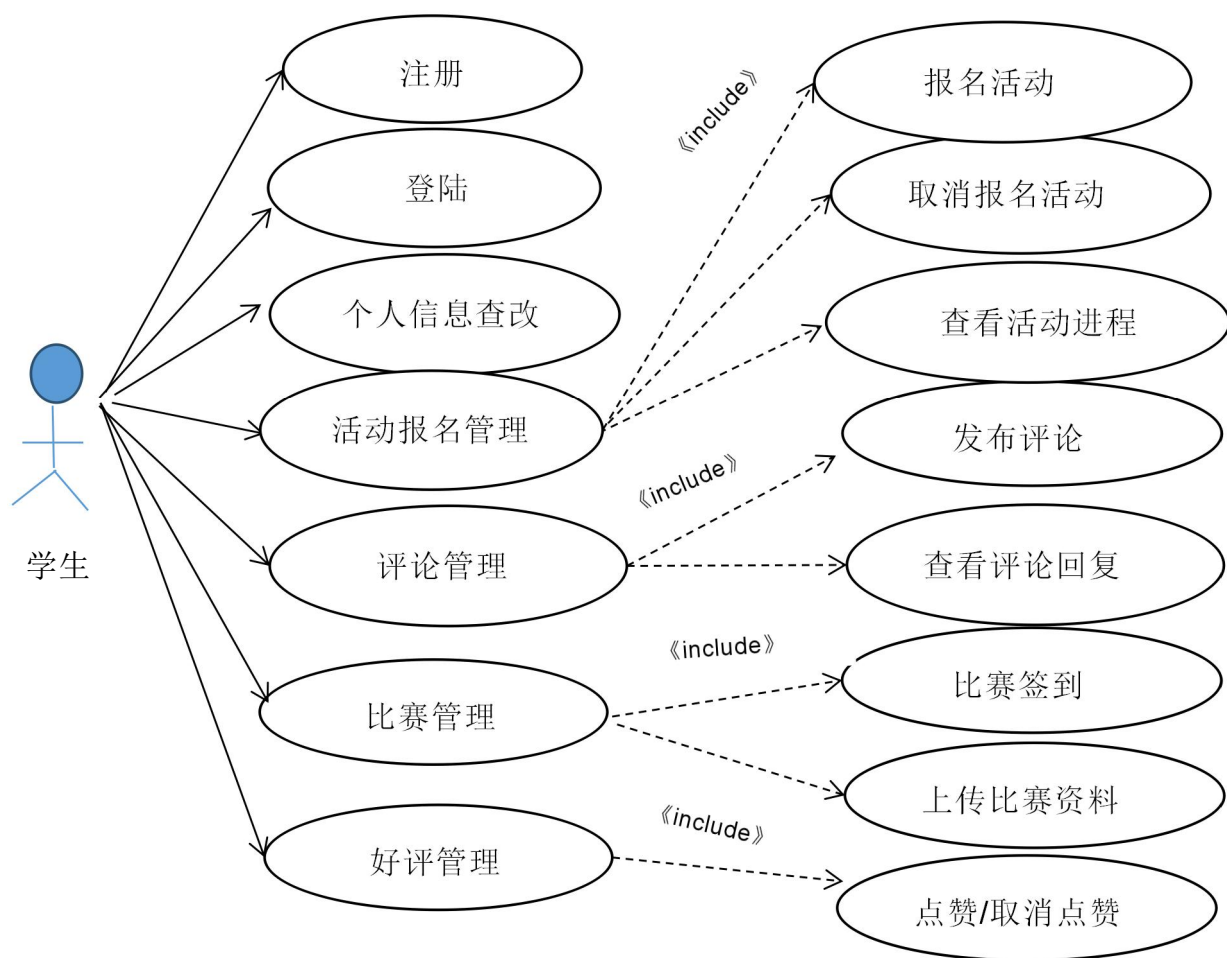 注册
登陆
个人信息查改
活动报名管理
评论管理
比赛管理
好评管理
学生
《include》
《include》
《include》
《include》
报名活动
取消报名活动
查看活动进程
发布评论
查看评论回复
比赛签到
上传比赛资料
点赞/取消点赞